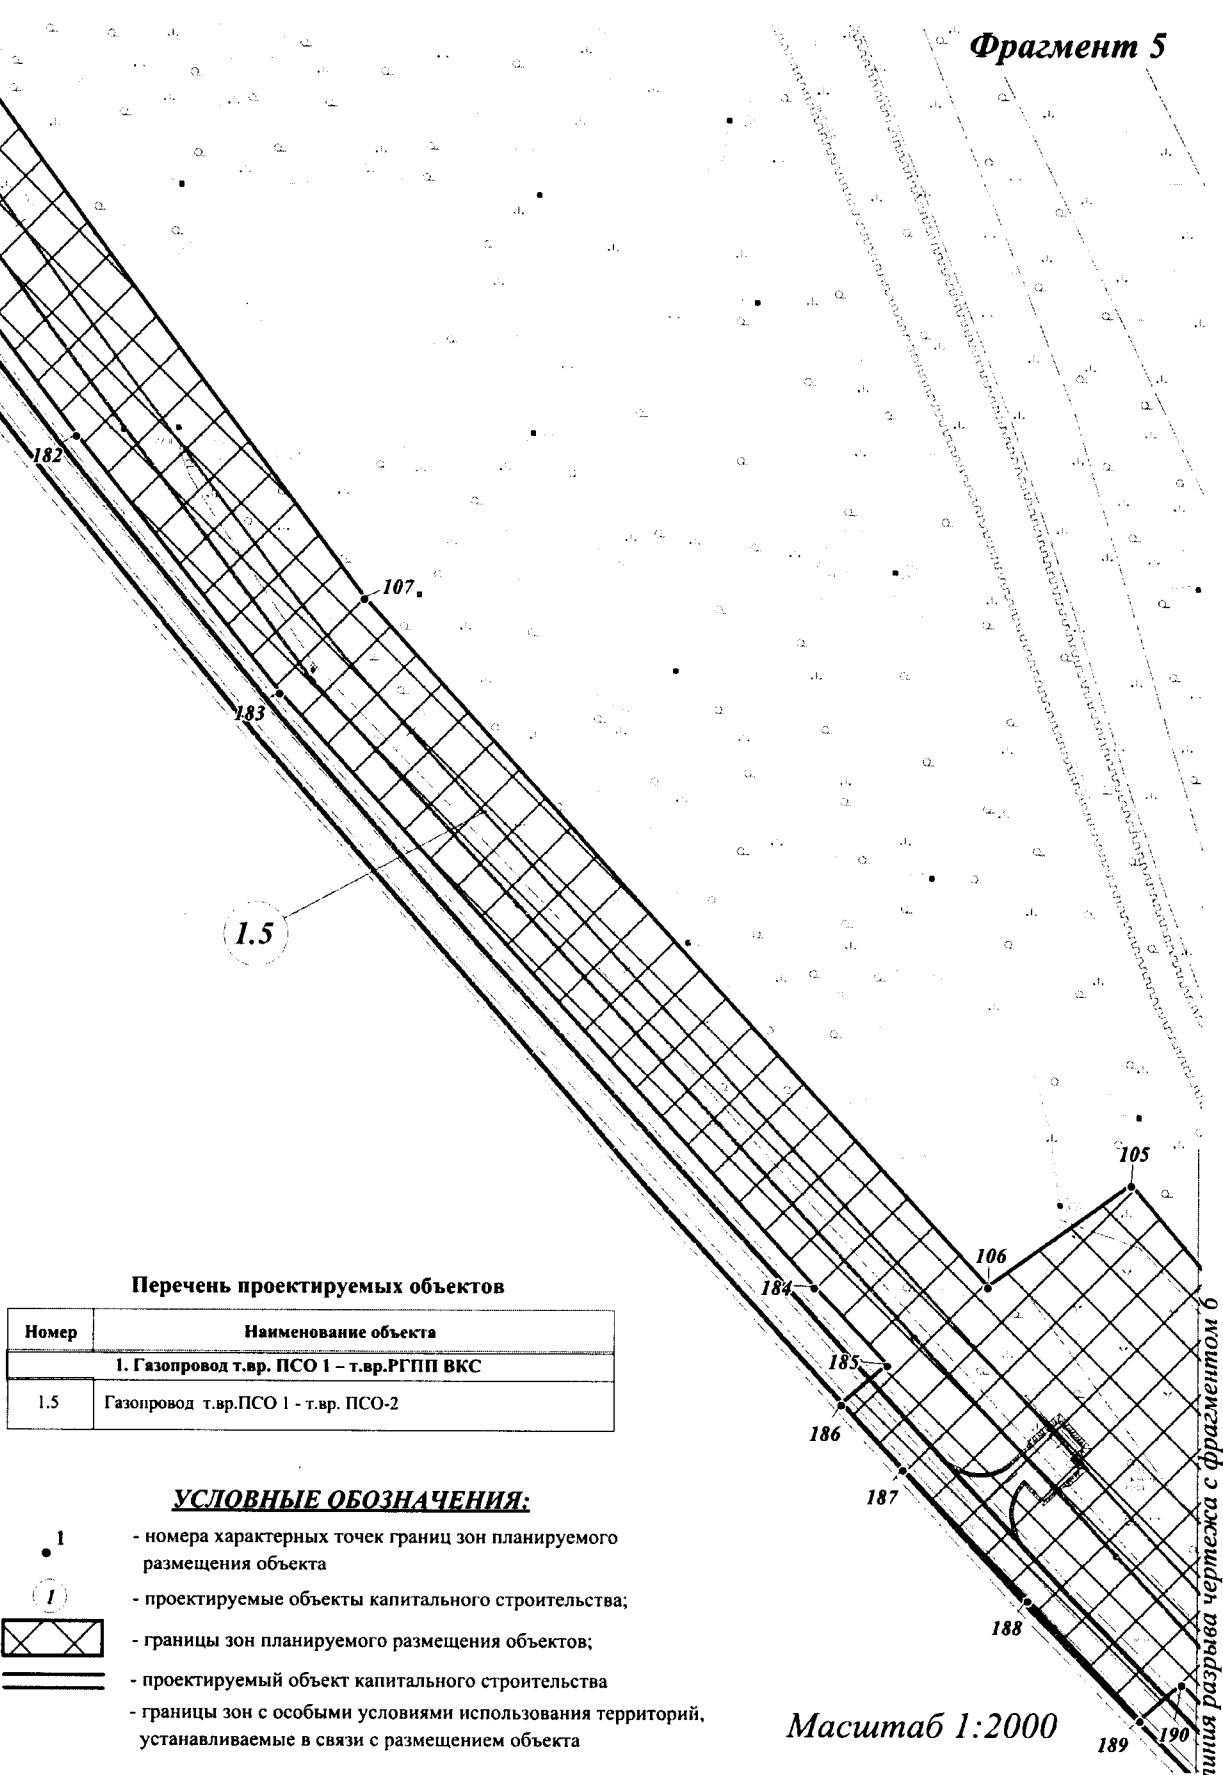 Фрагмент 5
182
107
183
1.5
105
106
184
185
186
187
188
189
190
Линия разрыва чертежа с фрагментом 6
Перечень проектируемых объектов
Номер Наименование объекта
1. Газопровод т.вр. ПСО 1 – т.вр.РГПП ВКС
1.5 Газопровод т.вр.ПСО 1 - т.вр. ПСО-2
УСЛОВНЫЕ ОБОЗНАЧЕНИЯ:
1 - номера характерных точек границ зон планируемого
размещения объекта
1 - проектируемые объекты капитального строительства;
- границы зон планируемого размещения объектов;
- проектируемый объект капитального строительства
- границы зон с особыми условиями использования территорий,
устанавливаемые в связи с размещением объекта
Масштаб 1:2000